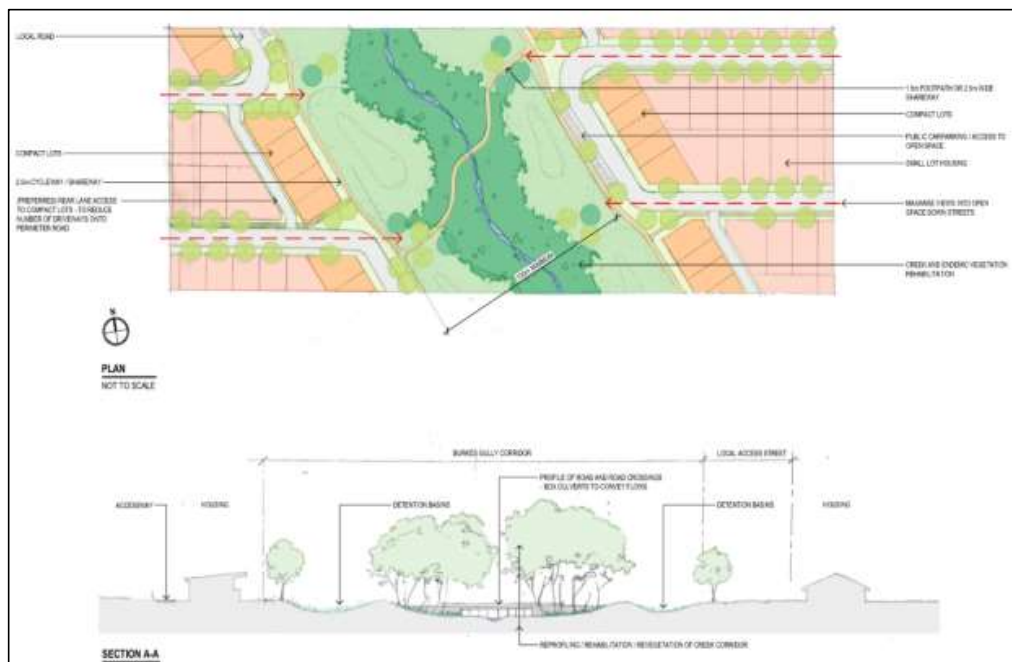 LOCAL ROAD
COMPACT LOTS
CYCLEWAY / SHAREWAY
(PREFERRED) REAR LANE ACCESS
TO COMPACT LOTS - TO REDUCE
NUMBER OF DRIVEWAYS ONTO
PERIMETER ROAD
FOOTPATH OR 2.5m WIDE
SHAREWAY
COMPACT LOTS
PUBLIC CARPARKING / ACCESS TO
OPEN SPACE
SMALL LOT HOUSING
MAXIMISE VIEWS INTO OPEN
SPACE DOWN STREETS
CREEK AND ENDEMIC VEGETATION
REHABILITATION
MINIMUM
N
PLAN
NOT TO SCALE
BURKES GULLY CORRIDOR
LOCAL ACCESS STREET
PROFILE OF ROAD AND ROAD CROSSINGS
- BOX CULVERTS TO CONVEY FLOWS
ACCESSWAY
HOUSING
DETENTION BASINS
DETENTION BASINS
HOUSING
REPROFILING / REHABILITATION / REVEGETATION OF CREEK CORRIDOR
SECTION A-A